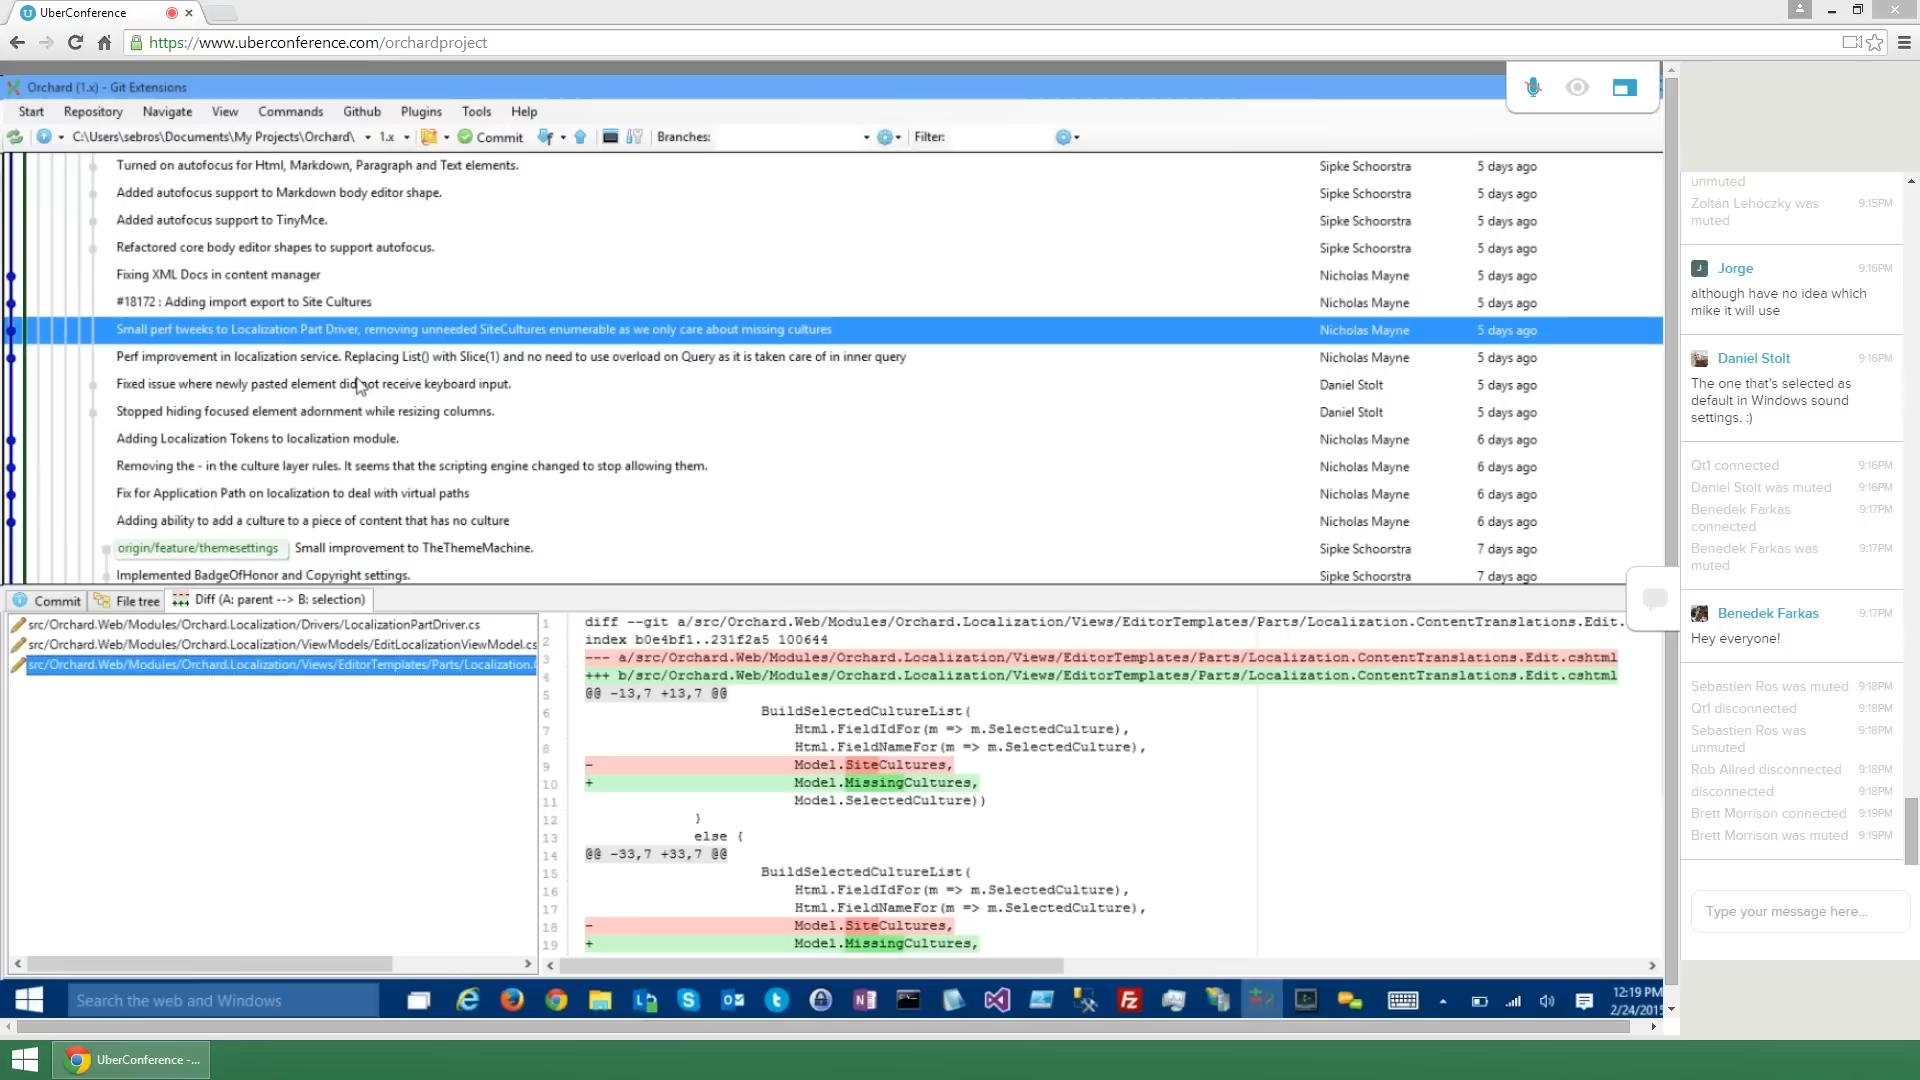 UberConference
https://www.uberconference.com/orchardproject
Orchard (1.x) - Git Extensions
Start Repository Navigate View Commands Github Plugins Tools Help
C:\Users\sebros\Documents\My Projects\Orchard\ 1.x Commit Branches: Filter:
Turned on autofocus for Html, Markdown, Paragraph and Text elements. Sipke Schoorstra 5 days ago
Added autofocus support to Markdown body editor shape. Sipke Schoorstra 5 days ago
Added autofocus support to TinyMce. Sipke Schoorstra 5 days ago
Refactored core body editor shapes to support autofocus. Sipke Schoorstra 5 days ago
Fixing XML Docs in content manager Nicholas Mayne 5 days ago
#18172 : Adding import export to Site Cultures Nicholas Mayne 5 days ago
Small perf tweeks to Localization Part Driver, removing unneeded SiteCultures enumerable as we only care about missing cultures Nicholas Mayne 5 days ago
Perf improvement in localization service. Replacing List() with Slice(1) and no need to use overload on Query as it is taken care of in inner query Nicholas Mayne 5 days ago
Fixed issue where newly pasted element did not receive keyboard input. Daniel Stolt 5 days ago
Stopped hiding focused element adornment while resizing columns. Daniel Stolt 5 days ago
Adding Localization Tokens to localization module. Nicholas Mayne 6 days ago
Removing the - in the culture layer rules. It seems that the scripting engine changed to stop allowing them. Nicholas Mayne 6 days ago
Fix for Application Path on localization to deal with virtual paths Nicholas Mayne 6 days ago
Adding ability to add a culture to a piece of content that has no culture Nicholas Mayne 6 days ago
origin/feature/themesettings Small improvement to TheThemeMachine. Sipke Schoorstra 7 days ago
Implemented BadgeOfHonor and Copyright settings. Sipke Schoorstra 7 days ago
Commit File tree Diff (A: parent --> B: selection)
src/Orchard.Web/Modules/Orchard.Localization/Drivers/LocalizationPartDriver.cs
src/Orchard.Web/Modules/Orchard.Localization/ViewModels/EditLocalizationViewModel.cs
src/Orchard.Web/Modules/Orchard.Localization/Views/EditorTemplates/Parts/Localization.
1 diff --git a/src/Orchard.Web/Modules/Orchard.Localization/Views/EditorTemplates/Parts/Localization.ContentTranslations.Edit.
2 index b0e4bf1..231f2a5 100644
3 --- a/src/Orchard.Web/Modules/Orchard.Localization/Views/EditorTemplates/Parts/Localization.ContentTranslations.Edit.cshtml
4 +++ b/src/Orchard.Web/Modules/Orchard.Localization/Views/EditorTemplates/Parts/Localization.ContentTranslations.Edit.cshtml
5 @@ -13,7 +13,7 @@
6 BuildSelectedCultureList(
7 Html.FieldIdFor(m => m.SelectedCulture),
8 Html.FieldNameFor(m => m.SelectedCulture),
9 - Model.SiteCultures,
10 + Model.MissingCultures,
11 Model.SelectedCulture))
12 }
13 else {
14 @@ -33,7 +33,7 @@
15 BuildSelectedCultureList(
16 Html.FieldIdFor(m => m.SelectedCulture),
17 Html.FieldNameFor(m => m.SelectedCulture),
18 - Model.SiteCultures,
19 + Model.MissingCultures,
unmuted
Zoltán Lehóczky was 9:15PM
muted
J Jorge 9:16PM
although have no idea which
mike it will use
Daniel Stolt 9:16PM
The one that's selected as
default in Windows sound
settings. :)
Qt1 connected 9:16PM
Daniel Stolt was muted 9:16PM
Benedek Farkas 9:17PM
connected
Benedek Farkas was 9:17PM
muted
Benedek Farkas 9:17PM
Hey everyone!
Sebastien Ros was muted 9:18PM
Qt1 disconnected 9:18PM
Sebastien Ros was 9:18PM
unmuted
Rob Allred disconnected 9:18PM
disconnected 9:18PM
Brett Morrison connected 9:19PM
Brett Morrison was muted 9:19PM
Type your message here...
Search the web and Windows
12:19 PM
2/24/201
UberConference -...